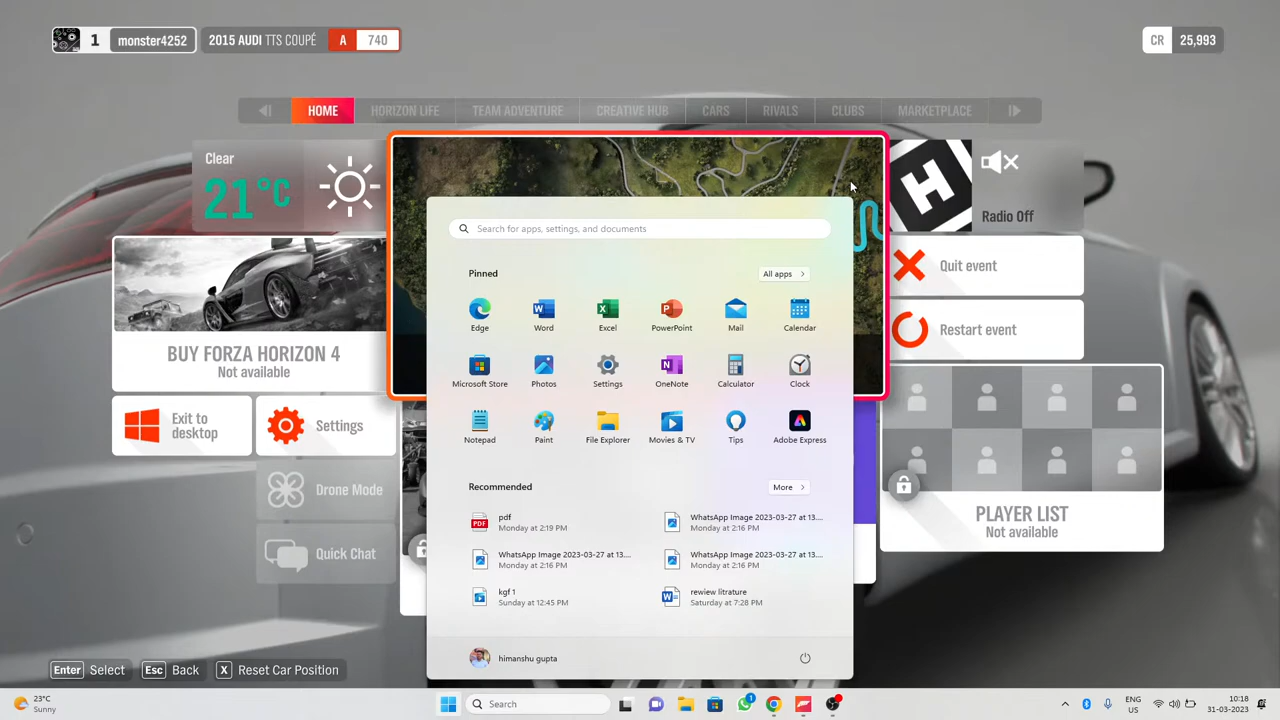 1 monster4252 2015 AUDI TTS COUPÉ A 740 CR 25,993
HOME HORIZON LIFE TEAM ADVENTURE CREATIVE HUB CARS RIVALS CLUBS MARKETPLACE
Clear
21°C
BUY FORZA HORIZON 4
Not available
Exit to
desktop
Settings
Drone Mode
Quick Chat
Search for apps, settings, and documents
Pinned
All apps
Edge Word Excel PowerPoint Mail Calendar
Microsoft Store Photos Settings OneNote Calculator Clock
Notepad Paint File Explorer Movies & TV Tips Adobe Express
Recommended
More
pdf
Monday at 2:19 PM
WhatsApp Image 2023-03-27 at 13....
Monday at 2:16 PM
WhatsApp Image 2023-03-27 at 13....
Monday at 2:16 PM
WhatsApp Image 2023-03-27 at 13....
Monday at 2:16 PM
kgf 1
Sunday at 12:45 PM
rewiew litrature
Saturday at 7:28 PM
himanshu gupta
H
Radio Off
Quit event
Restart event
PLAYER LIST
Not available
Enter Select Esc Back X Reset Car Position
23°C
Sunny
Search
1
ENG
US
10:18
31-03-2023